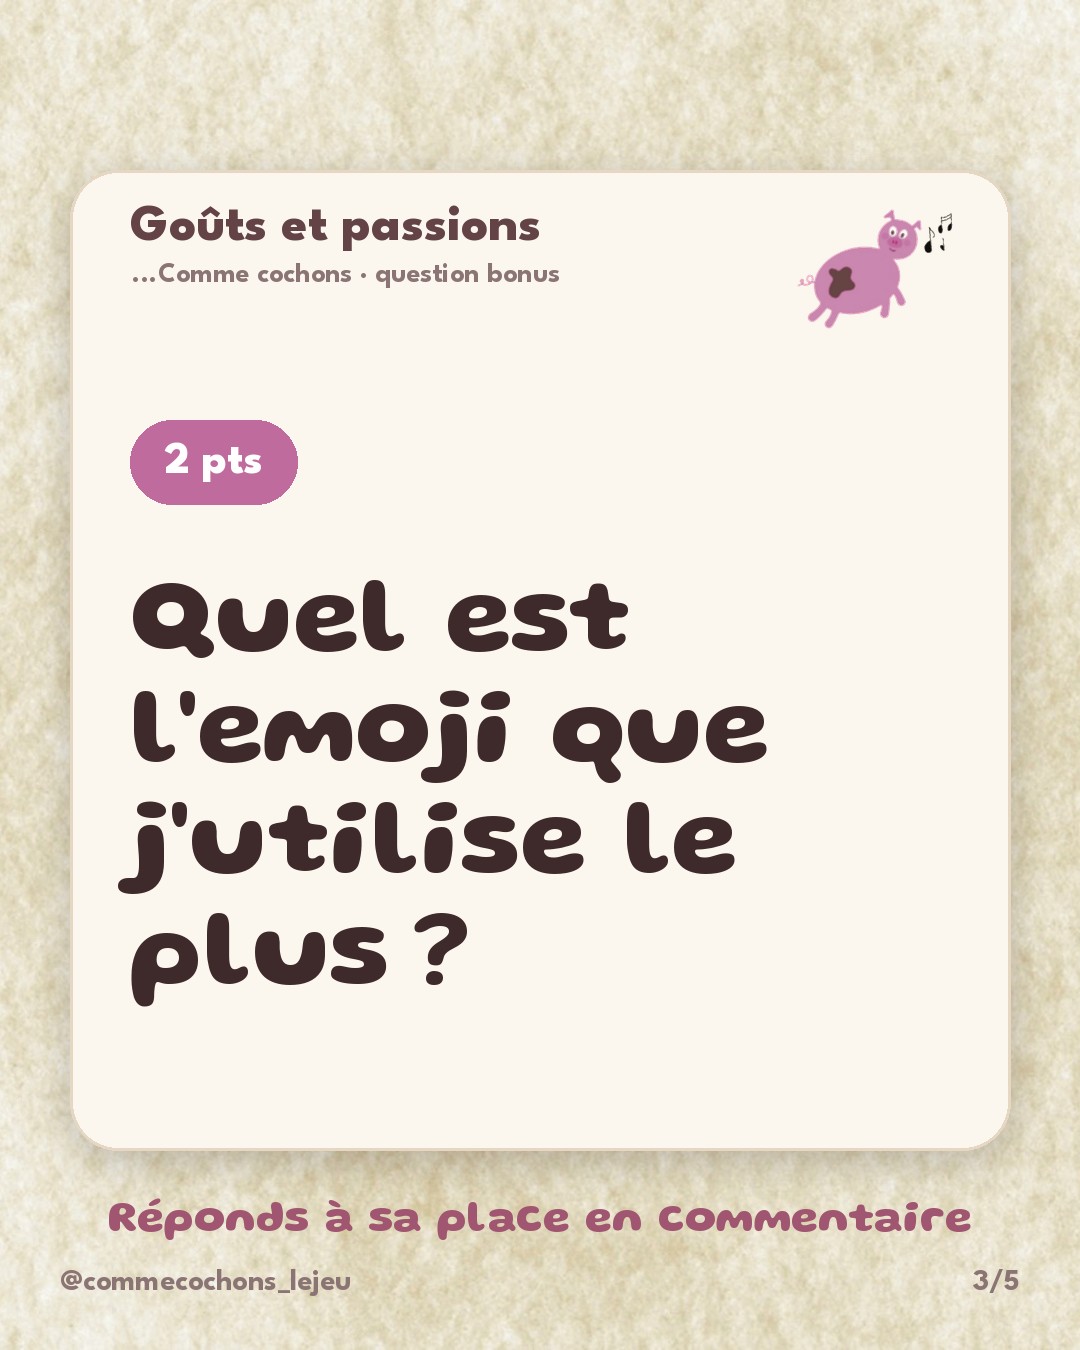 Goûts et passions
...Comme cochons · question bonus
2 pts
Quel est
l'emoji que
j'utilise le
plus ?
Réponds à sa place en commentaire
@commecochons_lejeu
3/5